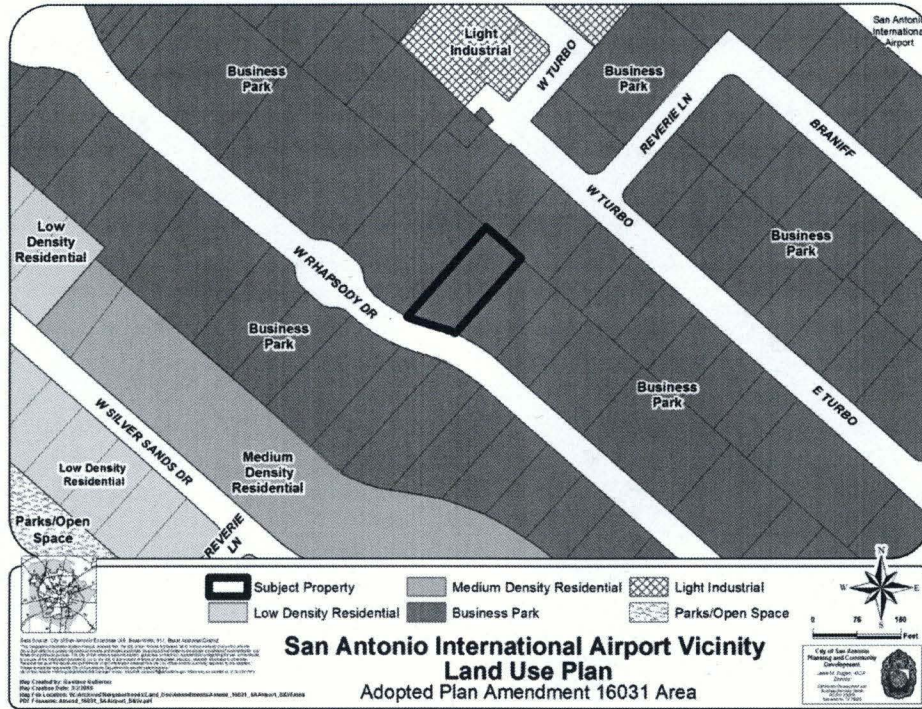 San Antonio
International
Airport
Light
Industrial
W TURBO
Business
Park
Business
Park
REVERIE LN
BRANIFF
W TURBO
Low
Density
Residential
W RHAPSODY DR
Business
Park
Business
Park
Business
Park
E TURBO
W SILVER SANDS DR
Low Density
Residential
Medium
Density
Residential
Parks/Open
Space
REVERIE
LN
Subject Property
Medium Density Residential
Light Industrial
Low Density Residential
Business Park
Parks/Open Space
N
W
E
S
0
75
150
Feet
San Antonio International Airport Vicinity
Land Use Plan
Adopted Plan Amendment 16031 Area
City of San Antonio
Planning and Community
Development